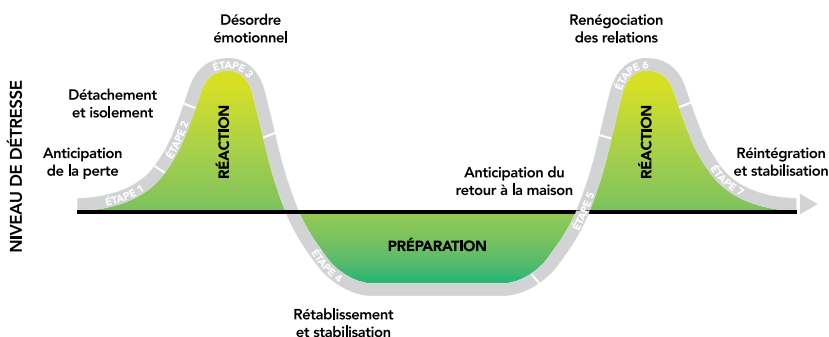 NIVEAU DE DÉTRESSE
Anticipation
de la perte
ÉTAPE 1
Détachement
et isolement
ÉTAPE 2
Désordre
émotionnel
ÉTAPE 3
RÉACTION
ÉTAPE 4
Rétablissement
et stabilisation
PRÉPARATION
Anticipation du
retour à la maison
ÉTAPE 5
Renégociation
des relations
ÉTAPE 6
RÉACTION
ÉTAPE 7
Réintégration
et stabilisation